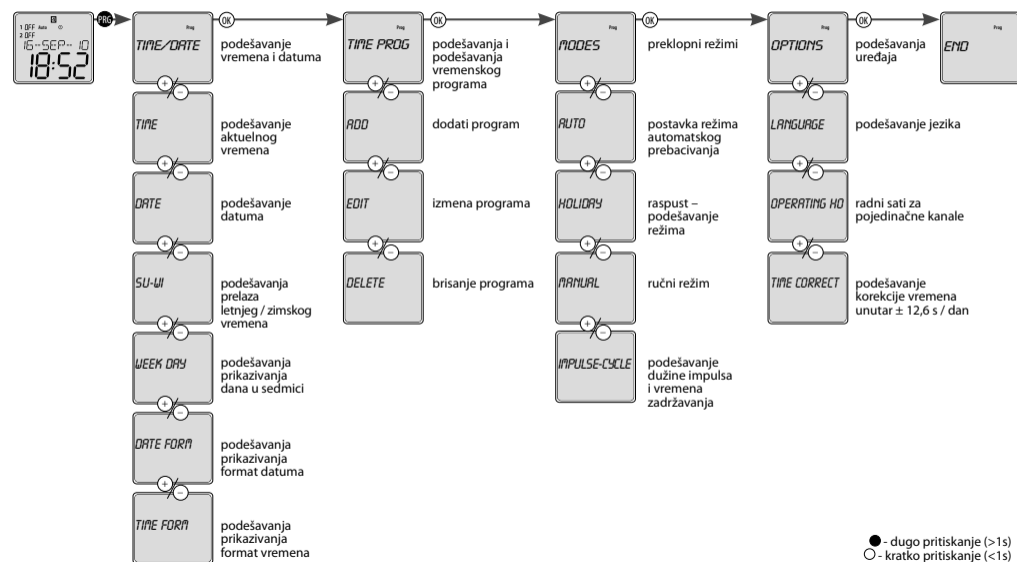 1 OFF Auto
2 OFF
16-SEP-10
18:52
PRG
Prog
TIME/DATE
OK
podešavanje
vremena i datuma
Prog
TIME PROG
OK
podešavanja i
podešavanja
vremenskog
programa
Prog
MODES
OK
preklopni režimi
Prog
OPTIONS
OK
podešavanja
uređaja
Prog
END
+/−
TIME
podešavanje
aktuelnog
vremena
+/−
DATE
podešavanje
datuma
+/−
SU-WI
podešavanja
prelaza
letnjeg / zimskog
vremena
+/−
WEEK DAY
podešavanja
prikazivanja
dana u sedmici
+/−
DATE FORM
podešavanja
prikazivanja
format datuma
+/−
TIME FORM
podešavanja
prikazivanja
format vremena
+/−
ADD
dodati program
+/−
EDIT
izmena programa
+/−
DELETE
brisanje programa
+/−
AUTO
postavka režima
automatskog
prebacivanja
+/−
HOLIDAY
raspust –
podešavanje
režima
+/−
MANUAL
ručni režim
+/−
IMPULSE-CYCLE
podešavanje
dužine impulsa
i vremena
zadržavanja
+/−
LANGUAGE
podešavanje jezika
+/−
OPERATING HO
radni sati za
pojedinačne kanale
+/−
TIME CORRECT
podešavanje
korekcije vremena
unutar ± 12,6 s / dan
- dugo pritiskanje (>1s)
- kratko pritiskanje (<1s)